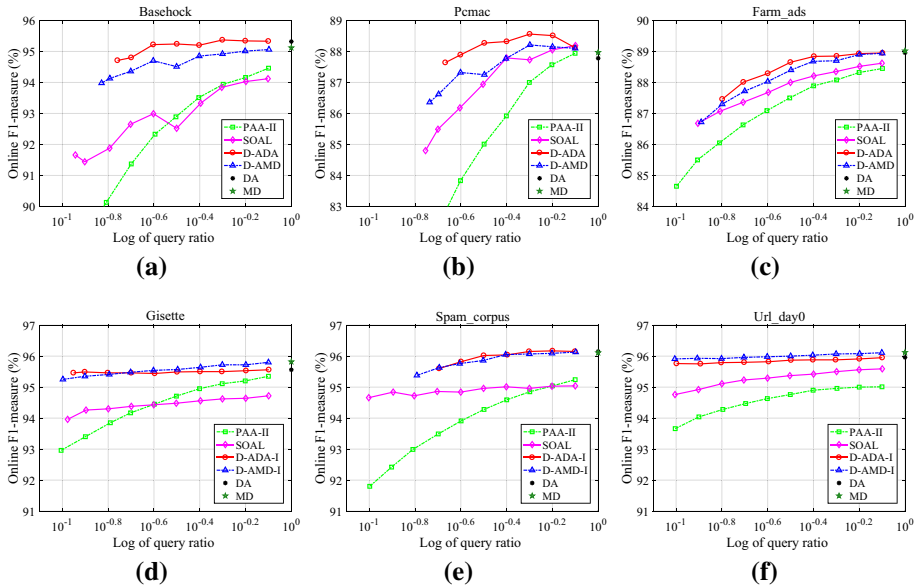 Basehock
Online F1-measure (%)
96
95
94
93
92
91
90
PAA-II
SOAL
D-ADA
D-AMD
DA
MD
10^-1
10^-0.8
10^-0.6
10^-0.4
10^-0.2
10^0
Log of query ratio
(a)
Pcmac
Online F1-measure (%)
89
88
87
86
85
84
83
PAA-II
SOAL
D-ADA
D-AMD
DA
MD
10^-1
10^-0.8
10^-0.6
10^-0.4
10^-0.2
10^0
Log of query ratio
(b)
Farm_ads
Online F1-measure (%)
90
89
88
87
86
85
84
PAA-II
SOAL
D-ADA
D-AMD
DA
MD
10^-1
10^-0.8
10^-0.6
10^-0.4
10^-0.2
10^0
Log of query ratio
(c)
Gisette
Online F1-measure (%)
97
96
95
94
93
92
91
PAA-II
SOAL
D-ADA-I
D-AMD-I
DA
MD
10^-1
10^-0.8
10^-0.6
10^-0.4
10^-0.2
10^0
Log of query ratio
(d)
Spam_corpus
Online F1-measure (%)
97
96
95
94
93
92
91
PAA-II
SOAL
D-ADA-I
D-AMD-I
DA
MD
10^-1
10^-0.8
10^-0.6
10^-0.4
10^-0.2
10^0
Log of query ratio
(e)
Url_day0
Online F1-measure (%)
97
96
95
94
93
92
91
PAA-II
SOAL
D-ADA-I
D-AMD-I
DA
MD
10^-1
10^-0.8
10^-0.6
10^-0.4
10^-0.2
10^0
Log of query ratio
(f)